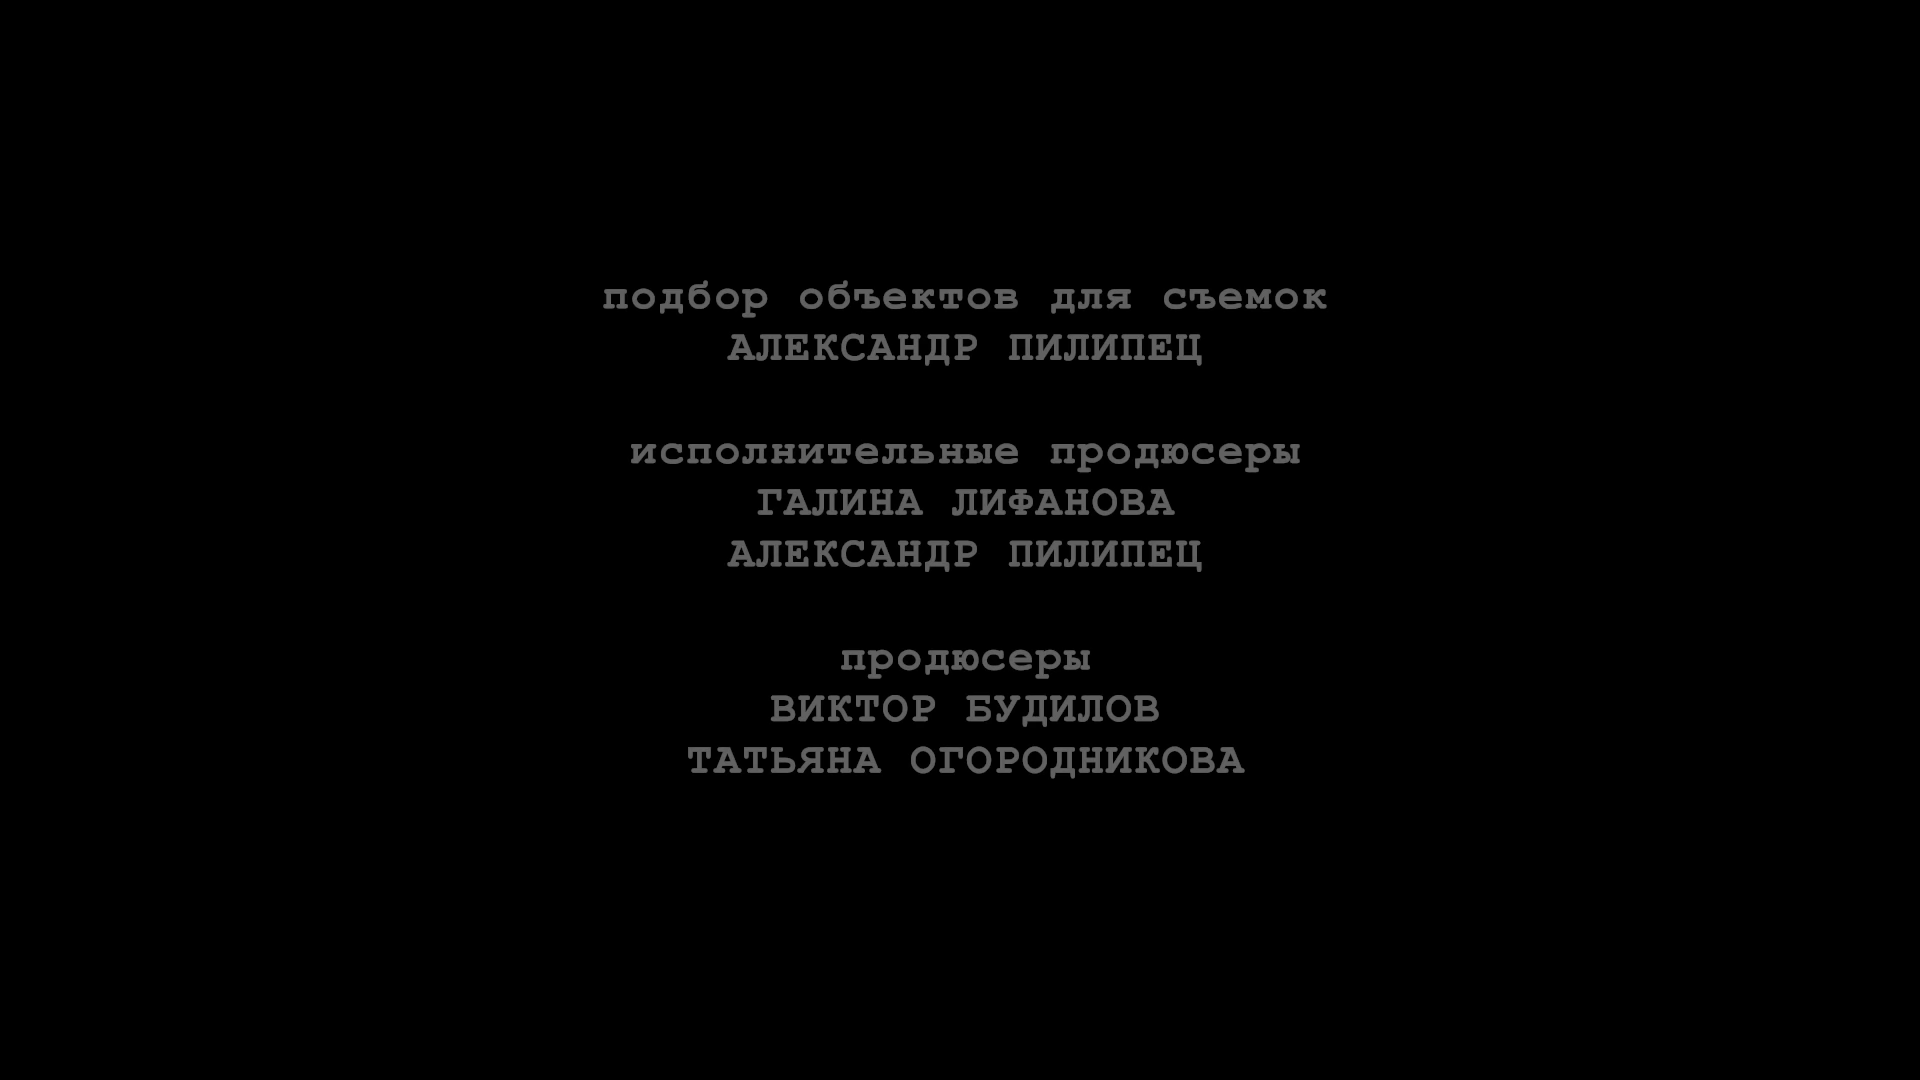 подбор объектов для съемок
АЛЕКСАНДР ПИЛИПЕЦ
исполнительные продюсеры
ГАЛИНА ЛИФАНОВА
АЛЕКСАНДР ПИЛИПЕЦ
продюсеры
ВИКТОР БУДИЛОВ
ТАТЬЯНА ОГОРОДНИКОВА